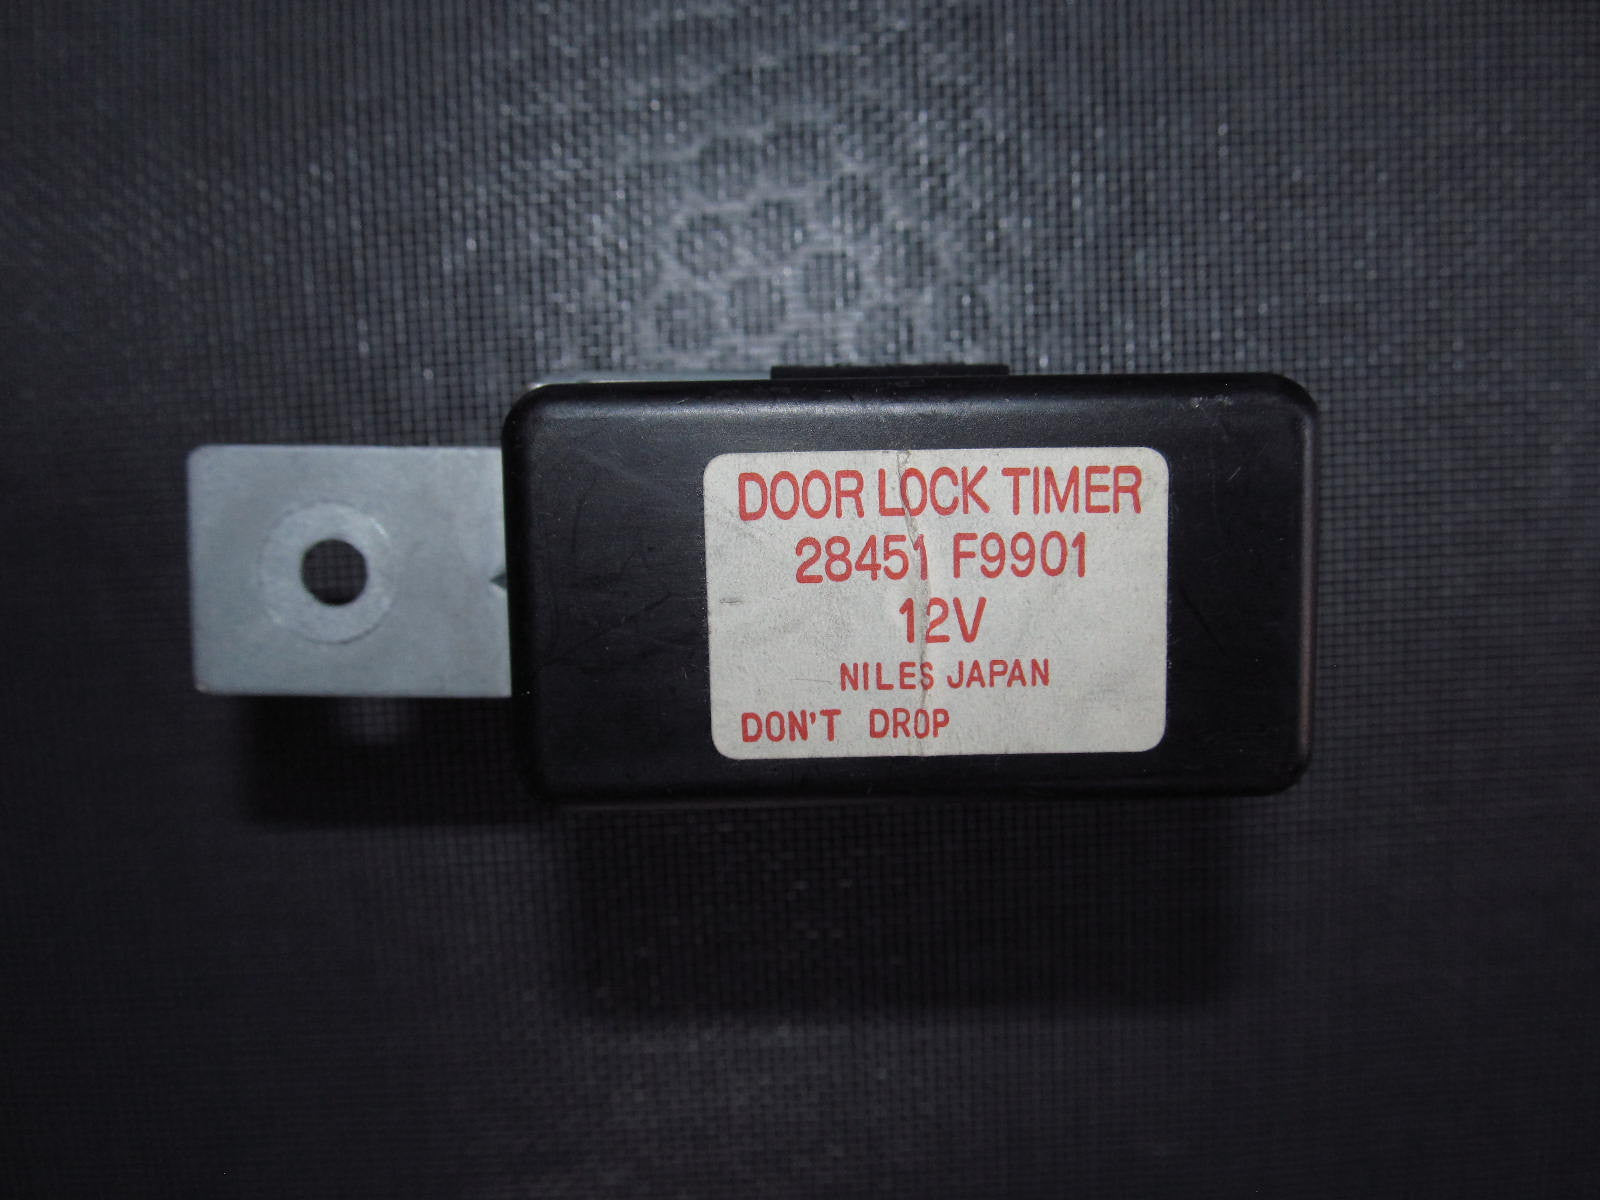 DOOR LOCK TIMER
28451 F9901
12V
NILES JAPAN
DON'T DROP